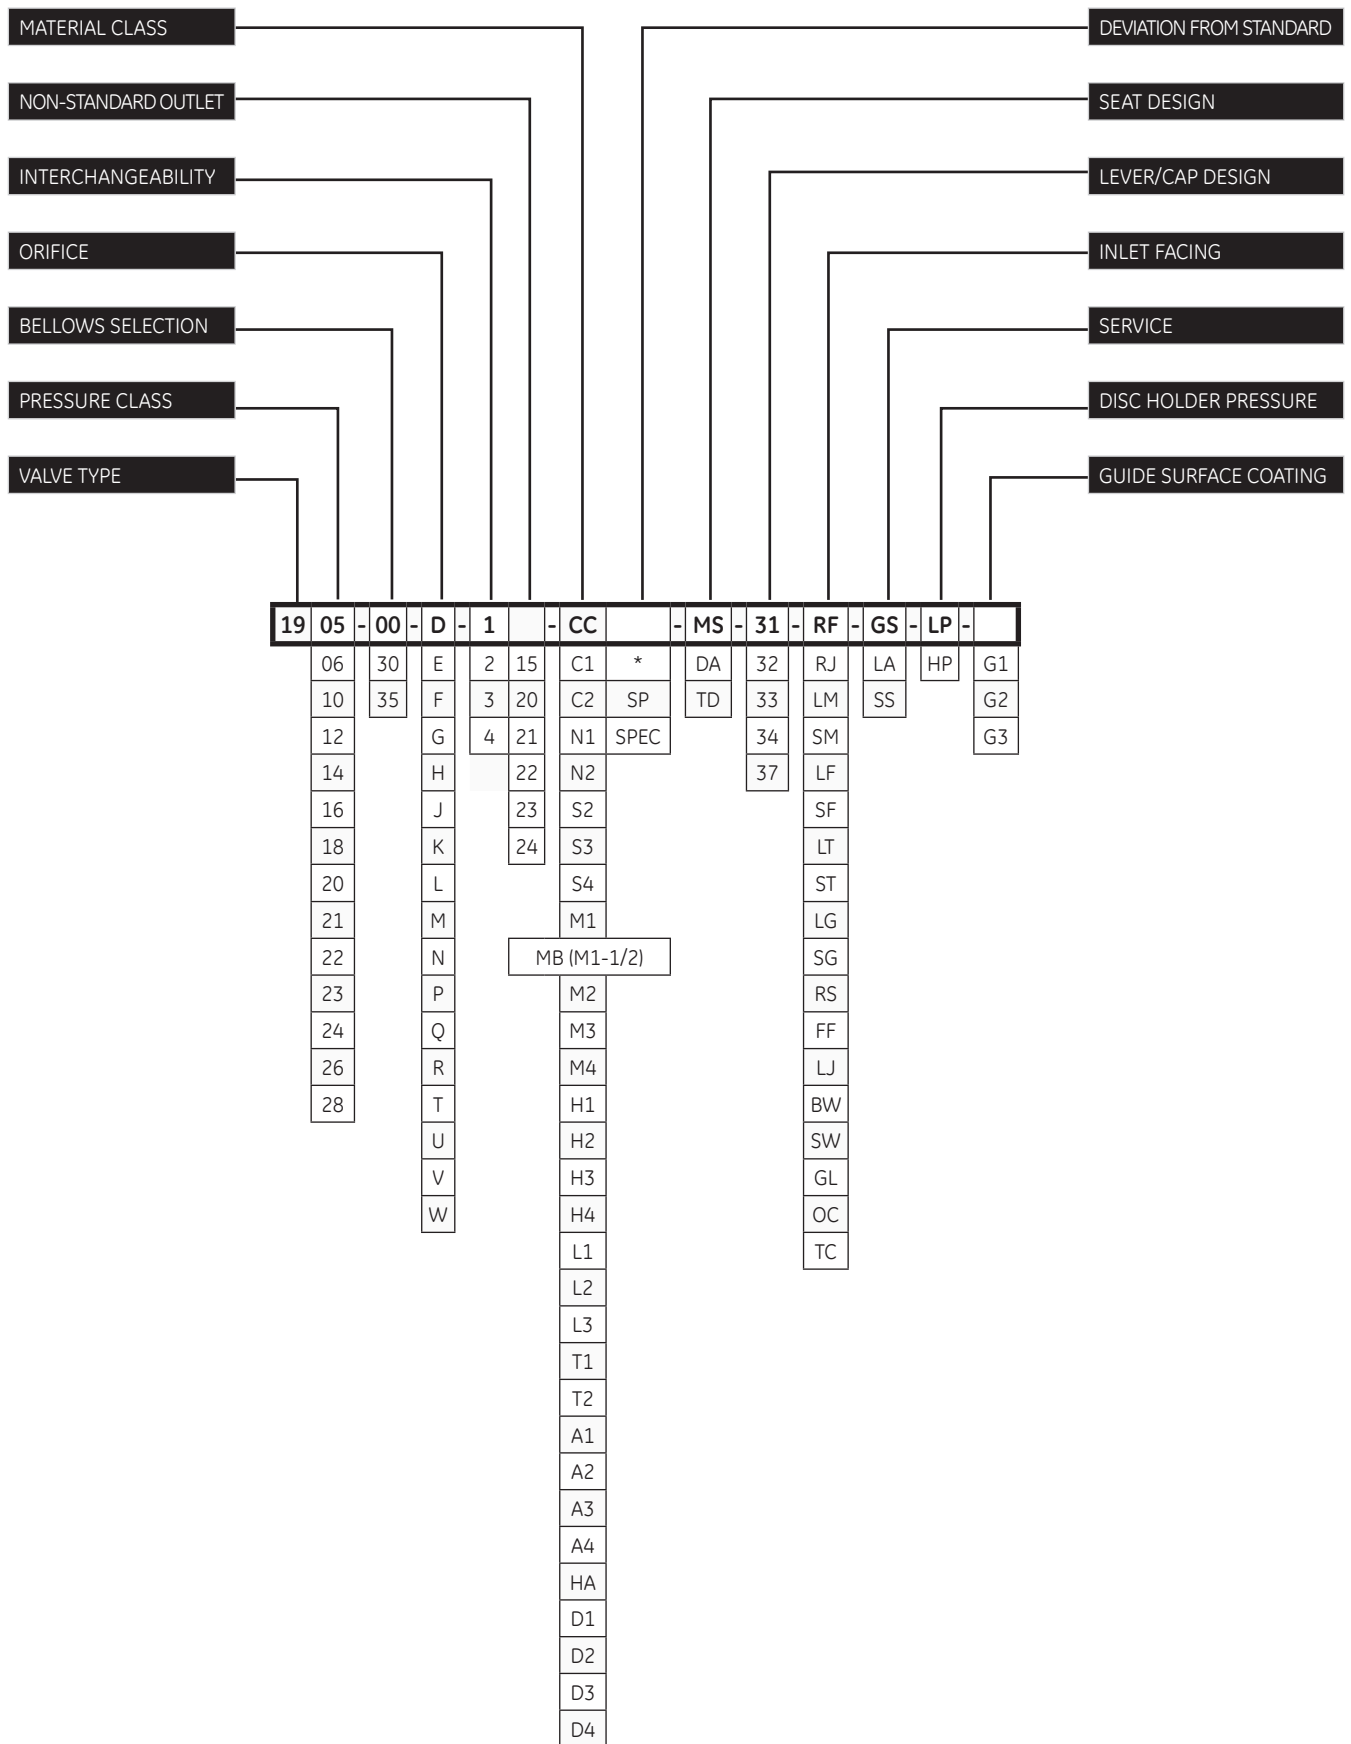 MATERIAL CLASS DEVIATION FROM STANDARD
NON-STANDARD OUTLET SEAT DESIGN
INTERCHANGEABILITY LEVER/CAP DESIGN
ORIFICE INLET FACING
BELLOWS SELECTION SERVICE
PRESSURE CLASS DISC HOLDER PRESSURE
VALVE TYPE GUIDE SURFACE COATING
19 05 - 00 - D - 1 - CC - MS - 31 - RF - GS - LP -
06 30 E 2 15 C1 * DA 32 RJ LA HP G1
10 35 F 3 20 C2 SP TD 33 LM SS G2
12 G 4 21 N1 SPEC 34 SM G3
14 H 22 N2 37 LF
16 J 23 S2 SF
18 K 24 S3 LT
20 L S4 ST
21 M M1 LG
22 N MB (M1-1/2) SG
23 P M2 RS
24 Q M3 FF
26 R M4 LJ
28 T H1 BW
U H2 SW
V H3 GL
W H4 OC
L1 TC
L2
L3
T1
T2
A1
A2
A3
A4
HA
D1
D2
D3
D4